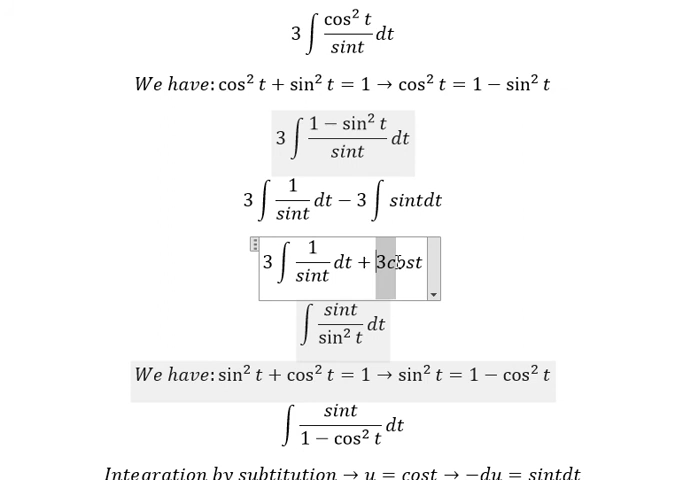 3 ∫ cos² t / sint dt
We have: cos² t + sin² t = 1 → cos² t = 1 − sin² t
3 ∫ 1 − sin² t / sint dt
3 ∫ 1 / sint dt − 3 ∫ sintdt
3 ∫ 1 / sint dt + 3cost
∫ sint / sin² t dt
We have: sin² t + cos² t = 1 → sin² t = 1 − cos² t
∫ sint / 1 − cos² t dt
Integration by subtitution → u = cost → −du = sintdt